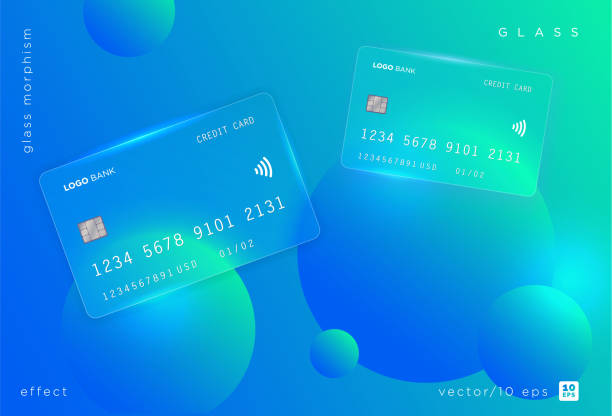 glass morphism
GLASS
LOGO BANK
CREDIT CARD
1234 5678 9101 2131
1234567891 USD 01/02
CREDIT CARD
LOGO BANK
1234 5678 9101 2131
1234567891 USD 01/02
effect
vector/10 eps
10
EPS